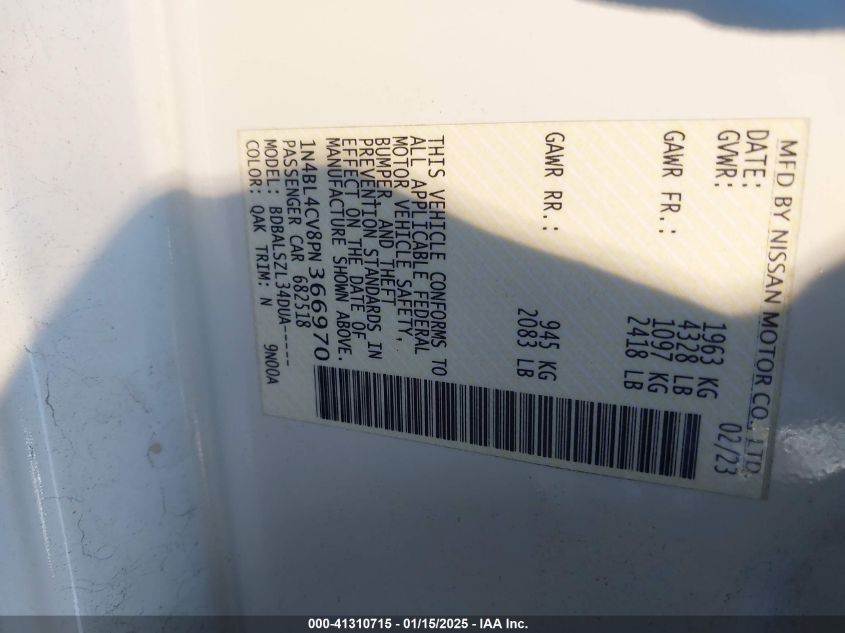 MFD BY NISSAN MOTOR CO., LTD.
DATE: 02/23
GVWR: 1963 KG
4328 LB
GAWR FR.: 1097 KG
2418 LB
GAWR RR.: 945 KG
2083 LB
THIS VEHICLE CONFORMS TO
ALL APPLICABLE FEDERAL
MOTOR VEHICLE SAFETY,
BUMPER, AND THEFT
PREVENTION STANDARDS IN
EFFECT ON THE DATE OF
MANUFACTURE SHOWN ABOVE.
1N4BL4CV8PN366970
PASSENGER CAR 682518
MODEL: BDBALSZL34DUA-----
COLOR: QAK TRIM: N 9N00A
000-41310715 - 01/15/2025 - IAA Inc.